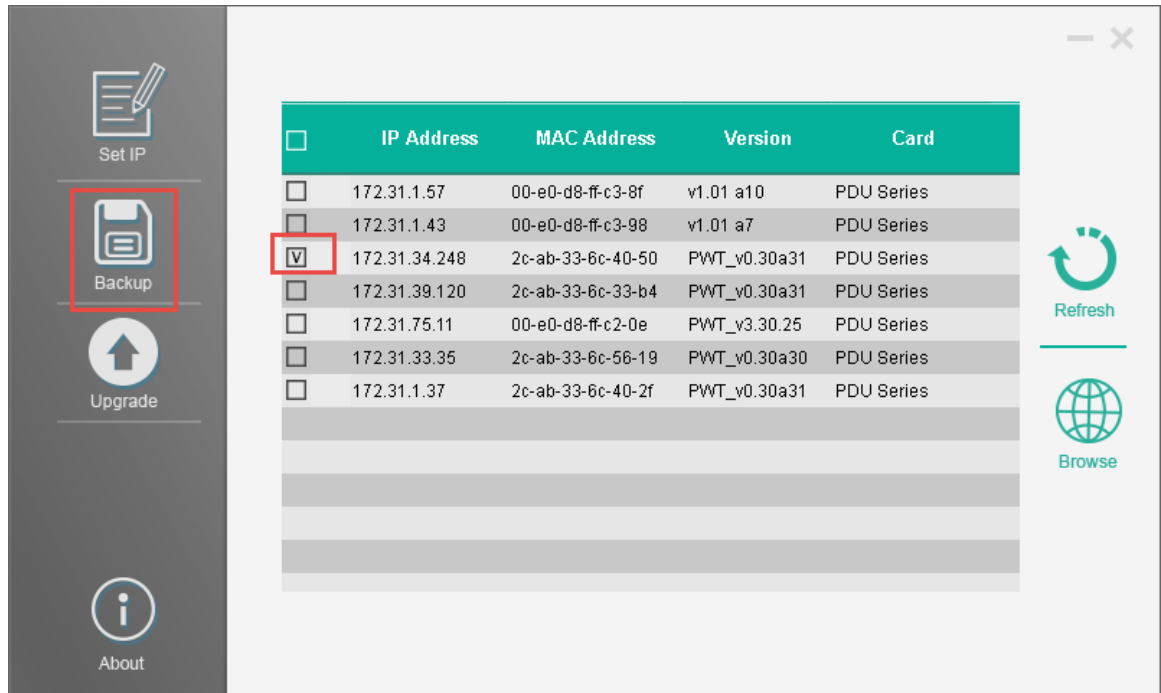 Set IP
Backup
Upgrade
About
IP Address MAC Address Version Card
172.31.1.57 00-e0-d8-ff-c3-8f v1.01 a10 PDU Series
172.31.1.43 00-e0-d8-ff-c3-98 v1.01 a7 PDU Series
V 172.31.34.248 2c-ab-33-6c-40-50 PWT_v0.30a31 PDU Series
172.31.39.120 2c-ab-33-6c-33-b4 PWT_v0.30a31 PDU Series
172.31.75.11 00-e0-d8-ff-c2-0e PWT_v3.30.25 PDU Series
172.31.33.35 2c-ab-33-6c-56-19 PWT_v0.30a30 PDU Series
172.31.1.37 2c-ab-33-6c-40-2f PWT_v0.30a31 PDU Series
Refresh
Browse